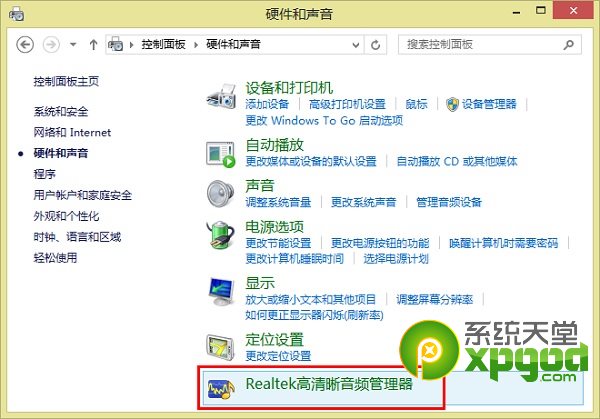 硬件和声音
控制面板 硬件和声音
搜索控制面板
控制面板主页
系统和安全
网络和 Internet
硬件和声音
程序
用户帐户和家庭安全
外观和个性化
时钟、语言和区域
轻松使用
设备和打印机
添加设备 高级打印机设置 鼠标 设备管理器
更改 Windows To Go 启动选项
自动播放
更改媒体或设备的默认设置 自动播放 CD 或其他媒体
声音
调整系统音量 更改系统声音 管理音频设备
电源选项
更改节能设置 更改电源按钮的功能 唤醒计算机时需要密码
更改计算机睡眠时间 选择电源计划
显示
放大或缩小文本和其他项目 调整屏幕分辨率
如何更正显示器闪烁(刷新率)
定位设置
更改定位设置
Realtek高清晰音频管理器
系统天堂
xpgod.com